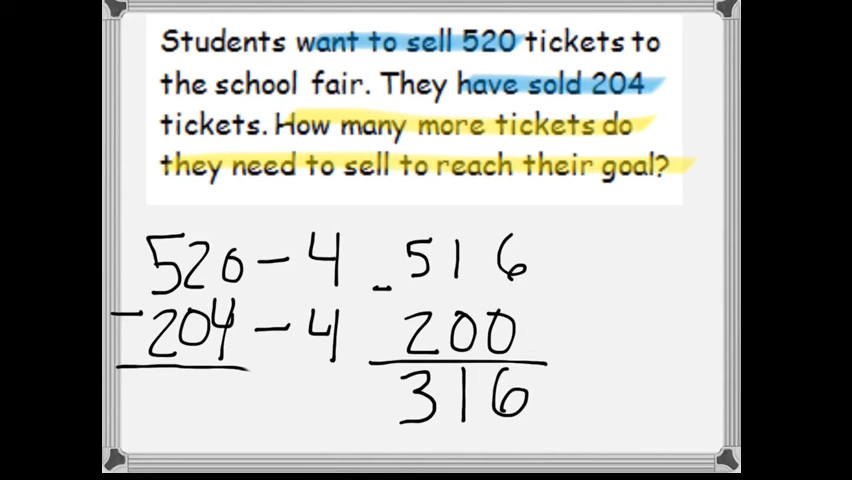 Students want to sell 520 tickets to
the school fair. They have sold 204
tickets. How many more tickets do
they need to sell to reach their goal?
520 - 4 516
- 204 - 4 - 200
316